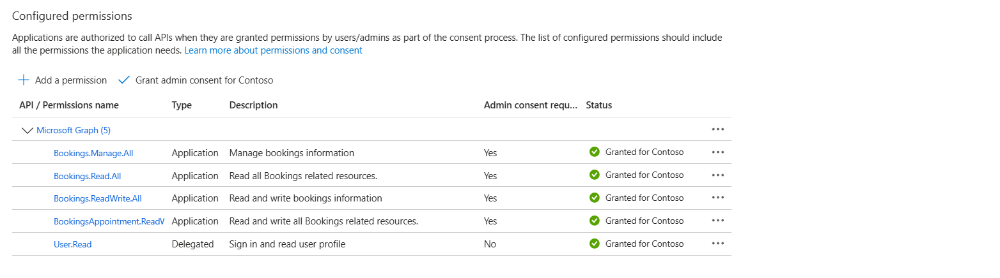 Configured permissions
Applications are authorized to call APIs when they are granted permissions by users/admins as part of the consent process. The list of configured permissions should include
all the permissions the application needs. Learn more about permissions and consent
Add a permission Grant admin consent for Contoso
API / Permissions name Type Description Admin consent requ... Status
Microsoft Graph (5)
Bookings.Manage.All Application Manage bookings information Yes Granted for Contoso
Bookings.Read.All Application Read all Bookings related resources. Yes Granted for Contoso
Bookings.ReadWrite.All Application Read and write bookings information Yes Granted for Contoso
BookingsAppointment.ReadW Application Read and write all Bookings related resources. Yes Granted for Contoso
User.Read Delegated Sign in and read user profile No Granted for Contoso